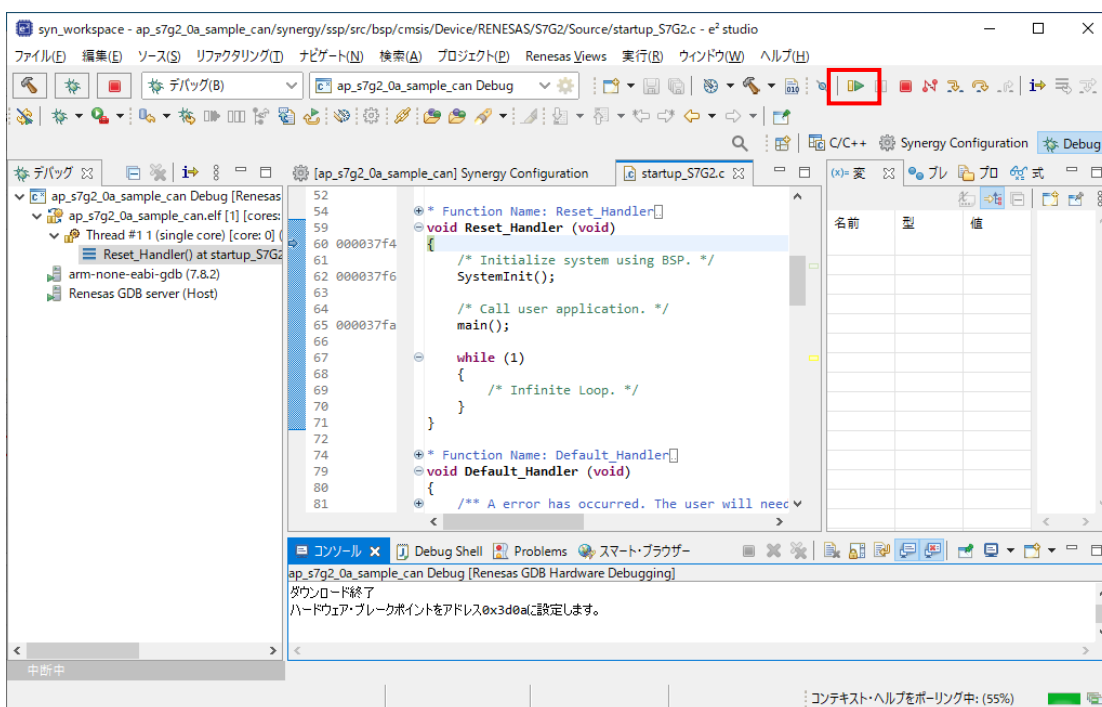 syn_workspace - ap_s7g2_0a_sample_can/synergy/ssp/src/bsp/cmsis/Device/RENESAS/S7G2/Source/startup_S7G2.c - e² studio
ファイル(F) 編集(E) ソース(S) リファクタリング(T) ナビゲート(N) 検索(A) プロジェクト(P) Renesas Views 実行(R) ウィンドウ(W) ヘルプ(H)
デバッグ(B) ap_s7g2_0a_sample_can Debug
C/C++ Synergy Configuration Debug
デバッグ
ap_s7g2_0a_sample_can Debug [Renesas
ap_s7g2_0a_sample_can.elf [1] [cores:
Thread #1 1 (single core) [core: 0] (
Reset_Handler() at startup_S7G2
arm-none-eabi-gdb (7.8.2)
Renesas GDB server (Host)
中断中
[ap_s7g2_0a_sample_can] Synergy Configuration startup_S7G2.c
52
54 * Function Name: Reset_Handler
59 void Reset_Handler (void)
60 000037f4 {
61 /* Initialize system using BSP. */
62 000037f6 SystemInit();
63
64 /* Call user application. */
65 000037fa main();
66
67 while (1)
68 {
69 /* Infinite Loop. */
70 }
71 }
72
74 * Function Name: Default_Handler
79 void Default_Handler (void)
80 {
81 /** A error has occurred. The user will need
(x)= 変 ブレ プロ 式
名前 型 値
コンソール Debug Shell Problems スマート・ブラウザー
ap_s7g2_0a_sample_can Debug [Renesas GDB Hardware Debugging]
ダウンロード終了
ハードウェア・ブレークポイントをアドレス0x3d0aに設定します。
コンテキスト・ヘルプをポーリング中: (55%)